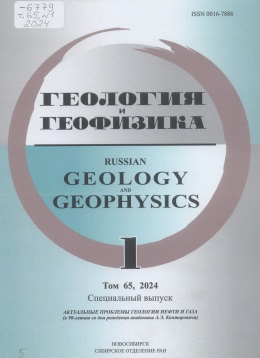 -6779
т.65, №1
2024
ISSN 0016-7886
ГЕОЛОГИЯ
И
ГЕОФИЗИКА
RUSSIAN
GEOLOGY
AND
GEOPHYSICS
1
Том 65, 2024
Специальный выпуск
АКТУАЛЬНЫЕ ПРОБЛЕМЫ ГЕОЛОГИИ НЕФТИ И ГАЗА
(к 90-летию со дня рождения академика А.Э. Конторовича)
НОВОСИБИРСК
СИБИРСКОЕ ОТДЕЛЕНИЕ РАН